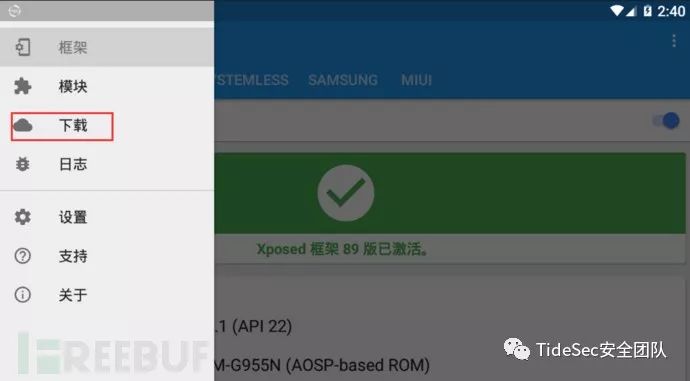 2:40
框架
模块
下载
日志
设置
支持
关于
YSTEMLESS
SAMSUNG
MIUI
Xposed 框架 89 版已激活。
.1 (API 22)
M-G955N (AOSP-based ROM)
REEBUF
TideSec安全团队